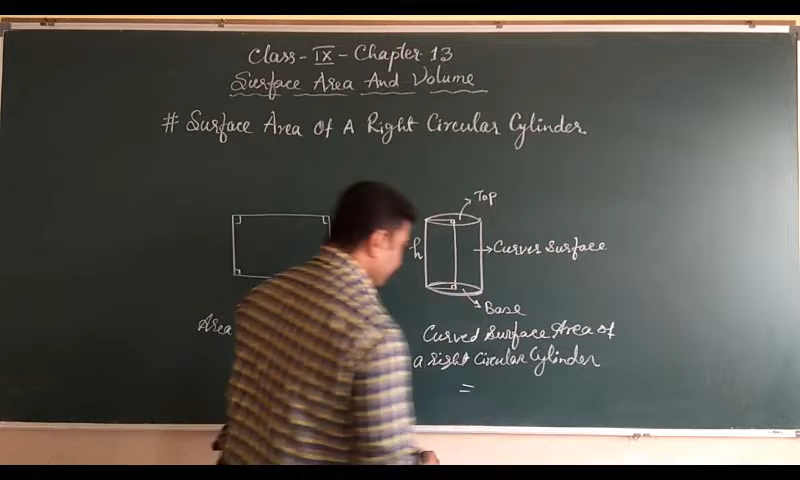 Class - IX - Chapter 13
Surface Area And Volume
# Surface Area Of A Right Circular Cylinder
Top
h
Curver Surface
Base
Area
Curved Surface Area of
a right Circular Cylinder
=